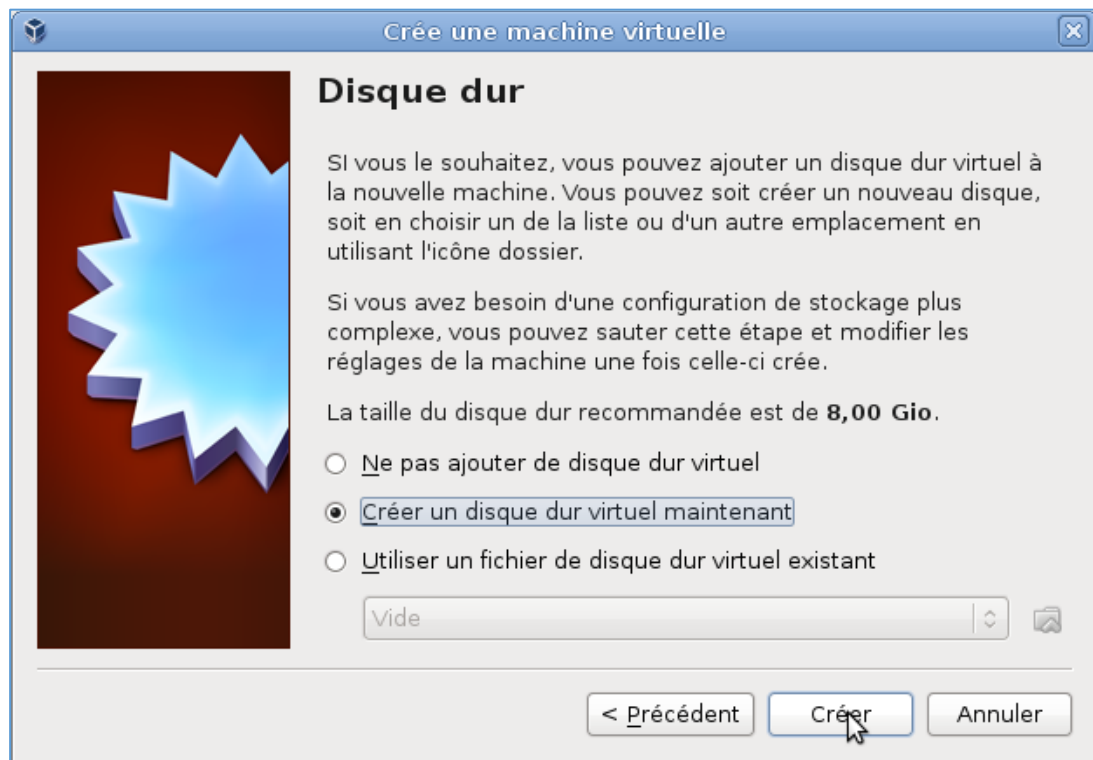 Crée une machine virtuelle
Disque dur
SI vous le souhaitez, vous pouvez ajouter un disque dur virtuel à
la nouvelle machine. Vous pouvez soit créer un nouveau disque,
soit en choisir un de la liste ou d'un autre emplacement en
utilisant l'icône dossier.
Si vous avez besoin d'une configuration de stockage plus
complexe, vous pouvez sauter cette étape et modifier les
réglages de la machine une fois celle-ci crée.
La taille du disque dur recommandée est de 8,00 Gio.
Ne pas ajouter de disque dur virtuel
Créer un disque dur virtuel maintenant
Utiliser un fichier de disque dur virtuel existant
Vide
< Précédent
Créer
Annuler